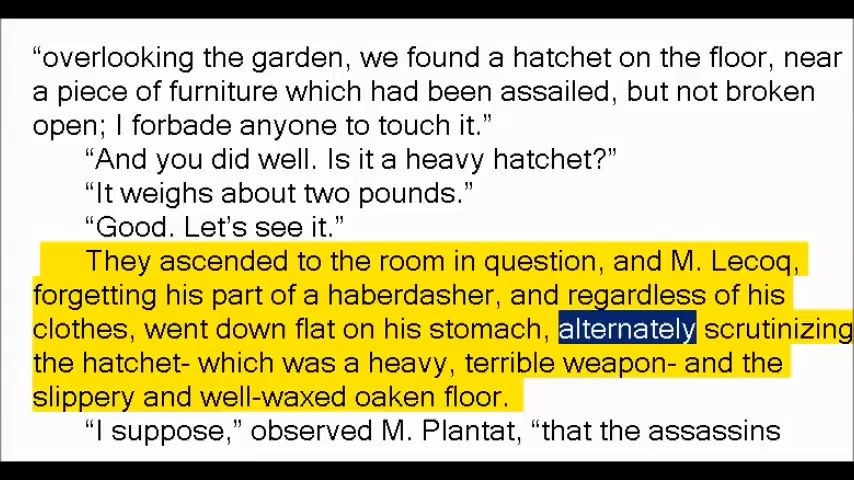 “overlooking the garden, we found a hatchet on the floor, near
a piece of furniture which had been assailed, but not broken
open; I forbade anyone to touch it.”
“And you did well. Is it a heavy hatchet?”
“It weighs about two pounds.”
“Good. Let’s see it.”
They ascended to the room in question, and M. Lecoq,
forgetting his part of a haberdasher, and regardless of his
clothes, went down flat on his stomach, alternately scrutinizing
the hatchet- which was a heavy, terrible weapon- and the
slippery and well-waxed oaken floor.
“I suppose,” observed M. Plantat, “that the assassins